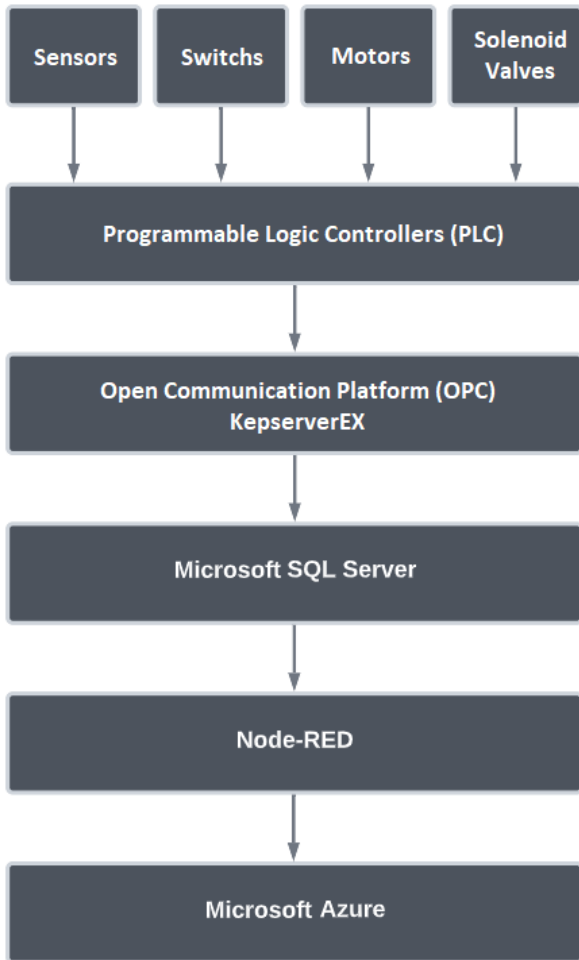 Sensors
Switchs
Motors
Solenoid
Valves
Programmable Logic Controllers (PLC)
Open Communication Platform (OPC)
KepserverEX
Microsoft SQL Server
Node-RED
Microsoft Azure